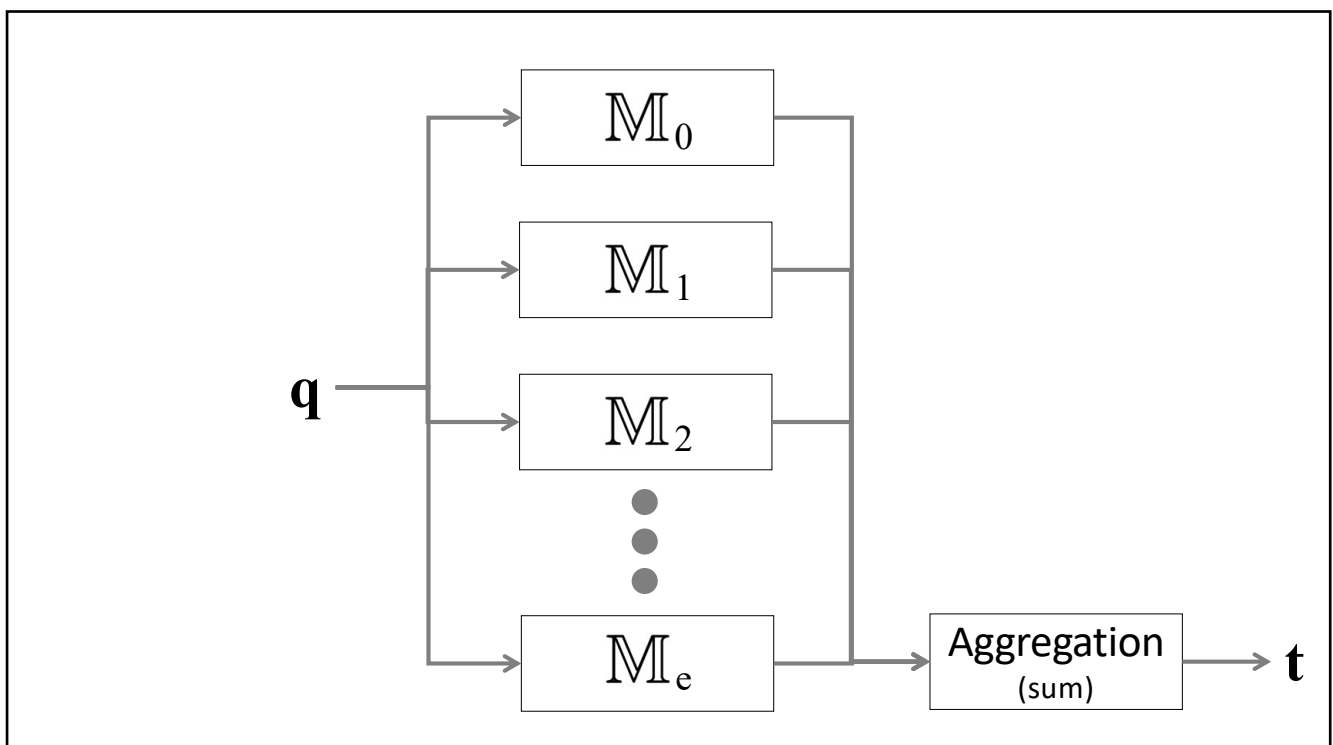 𝕄0
𝕄1
q
𝕄2
𝕄e
Aggregation
(sum)
t